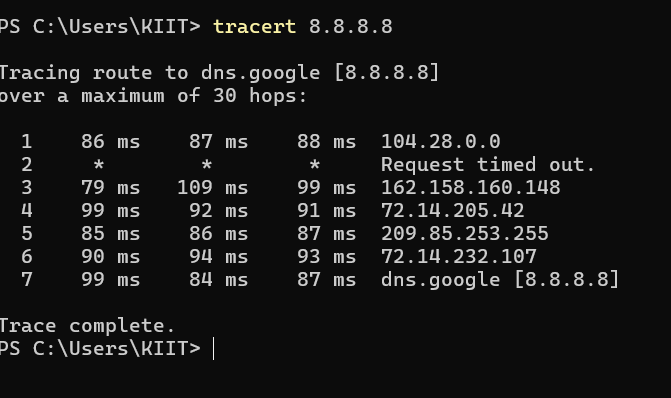 PS C:\Users\KIIT> tracert 8.8.8.8
Tracing route to dns.google [8.8.8.8]
over a maximum of 30 hops:
1 86 ms 87 ms 88 ms 104.28.0.0
2 * * * Request timed out.
3 79 ms 109 ms 99 ms 162.158.160.148
4 99 ms 92 ms 91 ms 72.14.205.42
5 85 ms 86 ms 87 ms 209.85.253.255
6 90 ms 94 ms 93 ms 72.14.232.107
7 99 ms 84 ms 87 ms dns.google [8.8.8.8]
Trace complete.
PS C:\Users\KIIT>